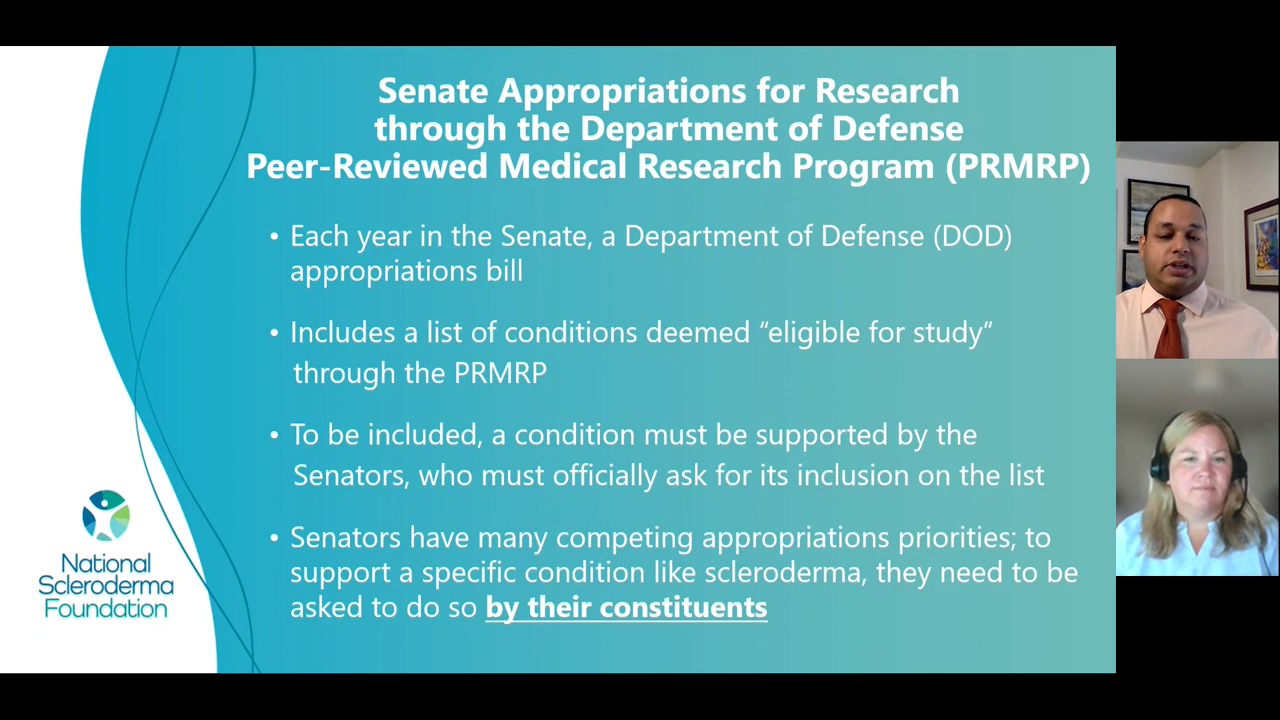 Senate Appropriations for Research
through the Department of Defense
Peer-Reviewed Medical Research Program (PRMRP)
• Each year in the Senate, a Department of Defense (DOD)
appropriations bill
• Includes a list of conditions deemed “eligible for study”
through the PRMRP
• To be included, a condition must be supported by the
Senators, who must officially ask for its inclusion on the list
• Senators have many competing appropriations priorities; to
support a specific condition like scleroderma, they need to be
asked to do so by their constituents
National
Scleroderma
Foundation